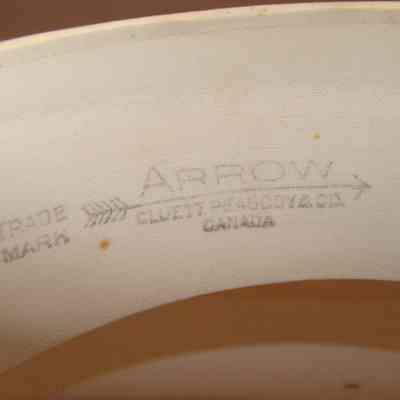 TRADE
MARK
ARROW
CLUETT, PEABODY & CO.
CANADA